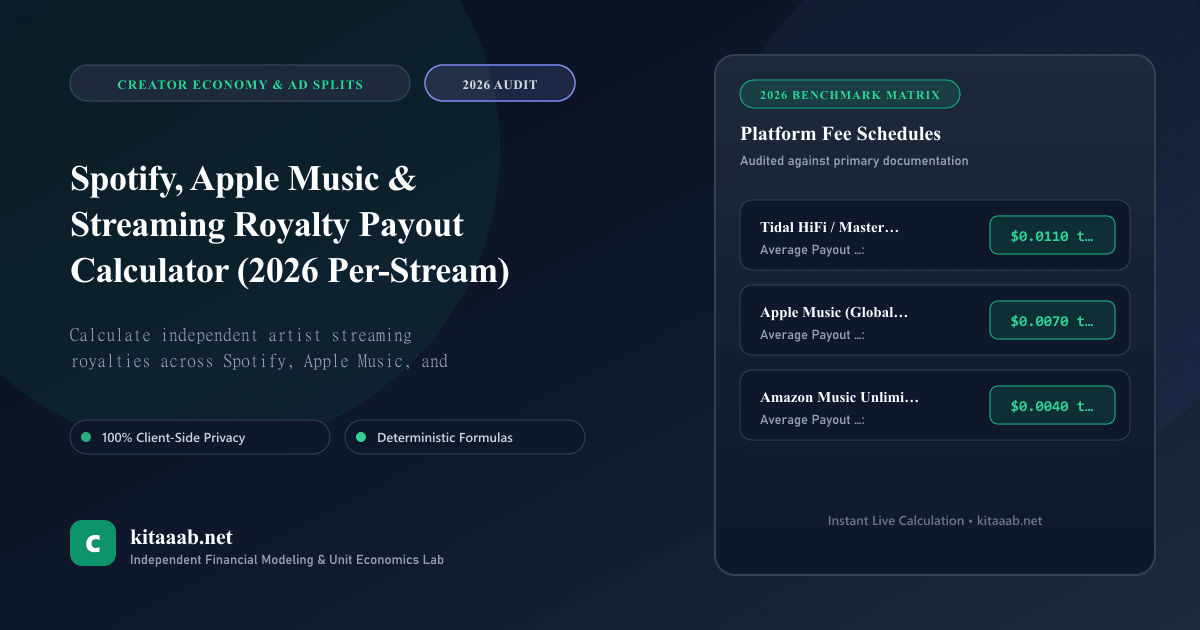 CREATOR ECONOMY & AD SPLITS
2026 AUDIT
Spotify, Apple Music &
Streaming Royalty Payout
Calculator (2026 Per-Stream)
Calculate independent artist streaming
royalties across Spotify, Apple Music, and
100% Client-Side Privacy
Deterministic Formulas
C
kitaaab.net
Independent Financial Modeling & Unit Economics Lab
2026 BENCHMARK MATRIX
Platform Fee Schedules
Audited against primary documentation
Tidal HiFi / Master…
Average Payout …:
$0.0110 t…
Apple Music (Global…
Average Payout …:
$0.0070 t…
Amazon Music Unlimi…
Average Payout …:
$0.0040 t…
Instant Live Calculation • kitaaab.net